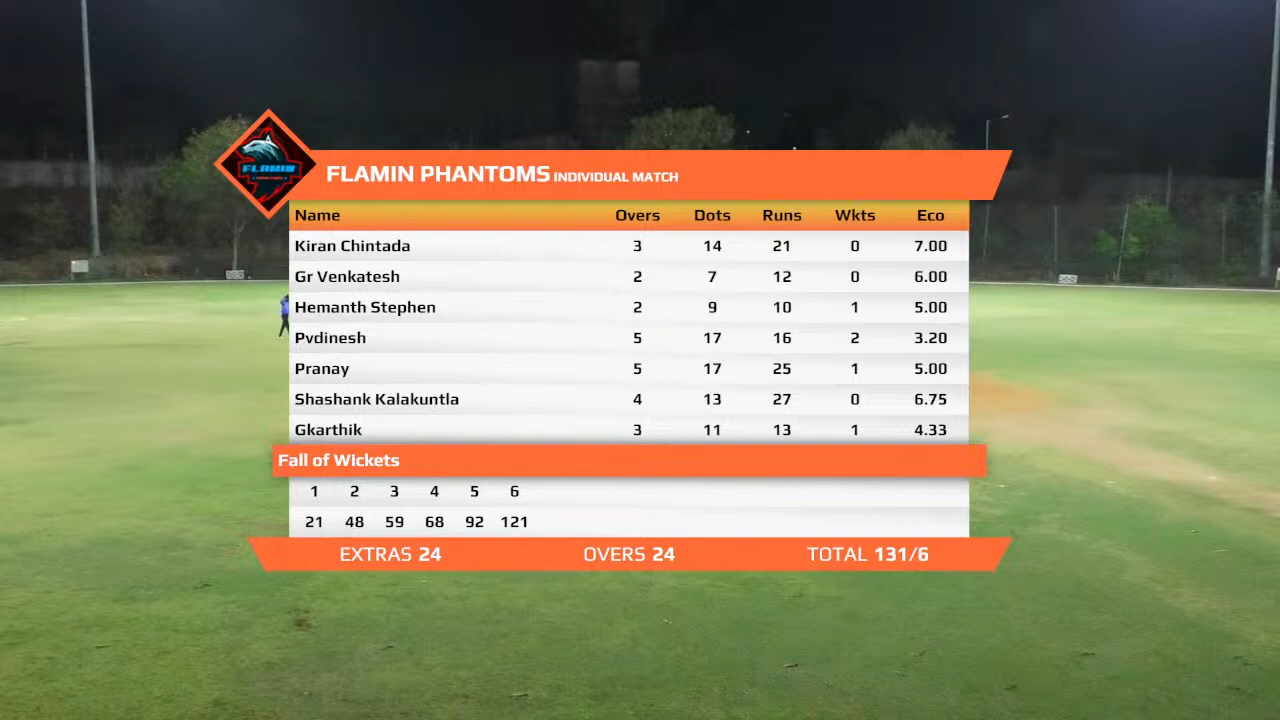 FLAMIN
FLAMIN PHANTOMS INDIVIDUAL MATCH
Name Overs Dots Runs Wkts Eco
Kiran Chintada 3 14 21 0 7.00
Gr Venkatesh 2 7 12 0 6.00
Hemanth Stephen 2 9 10 1 5.00
Pvdinesh 5 17 16 2 3.20
Pranay 5 17 25 1 5.00
Shashank Kalakuntla 4 13 27 0 6.75
Gkarthik 3 11 13 1 4.33
Fall of Wickets
1 2 3 4 5 6
21 48 59 68 92 121
EXTRAS 24 OVERS 24 TOTAL 131/6